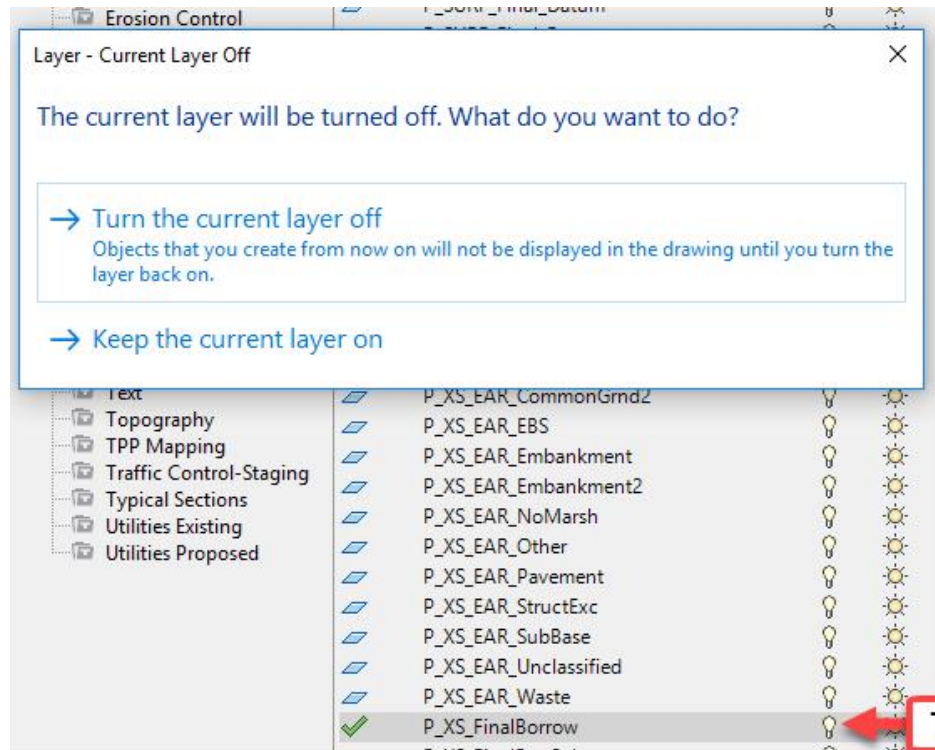 Erosion Control
Layer - Current Layer Off
The current layer will be turned off. What do you want to do?
Turn the current layer off
Objects that you create from now on will not be displayed in the drawing until you turn the
layer back on.
Keep the current layer on
Text
Topography
TPP Mapping
Traffic Control-Staging
Typical Sections
Utilities Existing
Utilities Proposed
P_XS_EAR_CommonGrnd2
P_XS_EAR_EBS
P_XS_EAR_Embankment
P_XS_EAR_Embankment2
P_XS_EAR_NoMarsh
P_XS_EAR_Other
P_XS_EAR_Pavement
P_XS_EAR_StructExc
P_XS_EAR_SubBase
P_XS_EAR_Unclassified
P_XS_EAR_Waste
P_XS_FinalBorrow